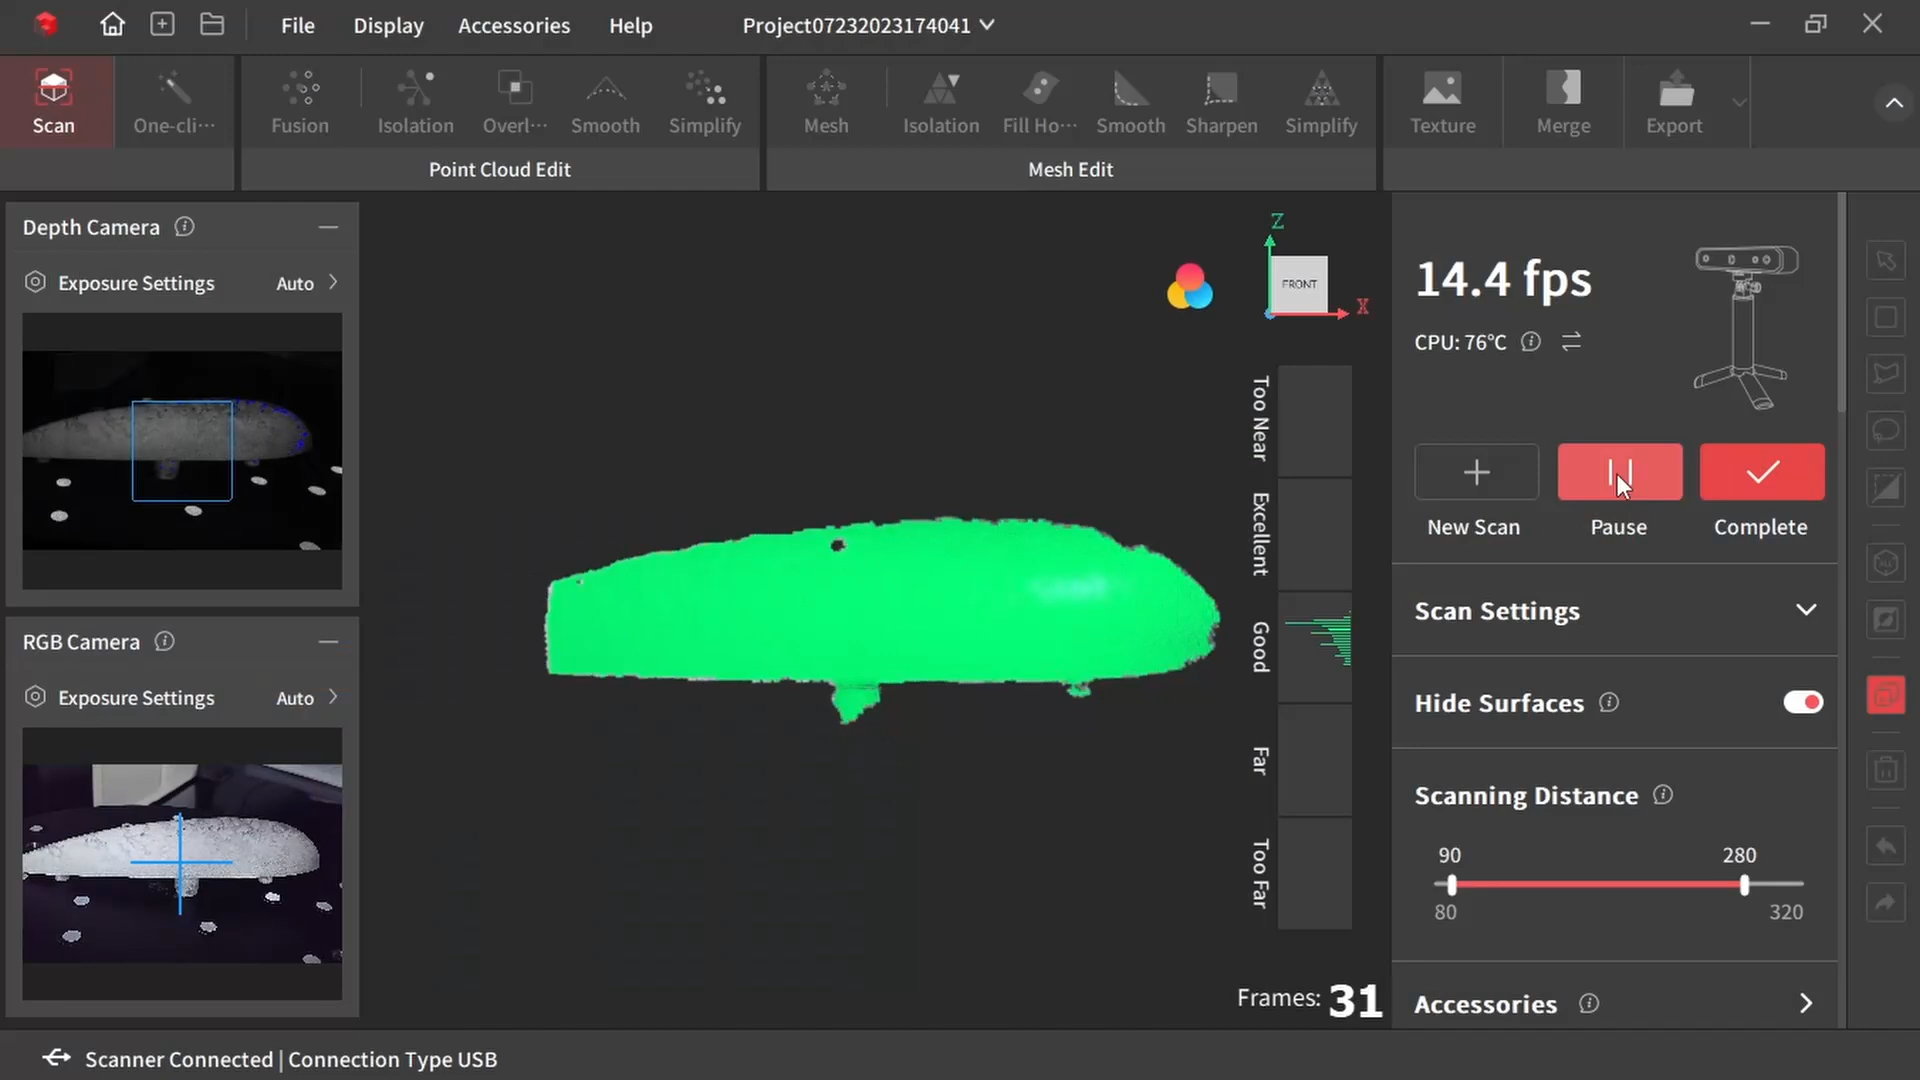 File Display Accessories Help Project07232023174041
Scan One-cli··· Fusion Isolation Overl··· Smooth Simplify Mesh Isolation Fill Ho··· Smooth Sharpen Simplify Texture Merge Export
Point Cloud Edit Mesh Edit
Depth Camera
Exposure Settings Auto
RGB Camera
Exposure Settings Auto
Z
FRONT
X
Too Near
Excellent
Good
Far
Too Far
Frames: 31
14.4 fps
CPU: 76°C
New Scan Pause Complete
Scan Settings
Hide Surfaces
Scanning Distance
90 280
80 320
Accessories
Scanner Connected | Connection Type USB